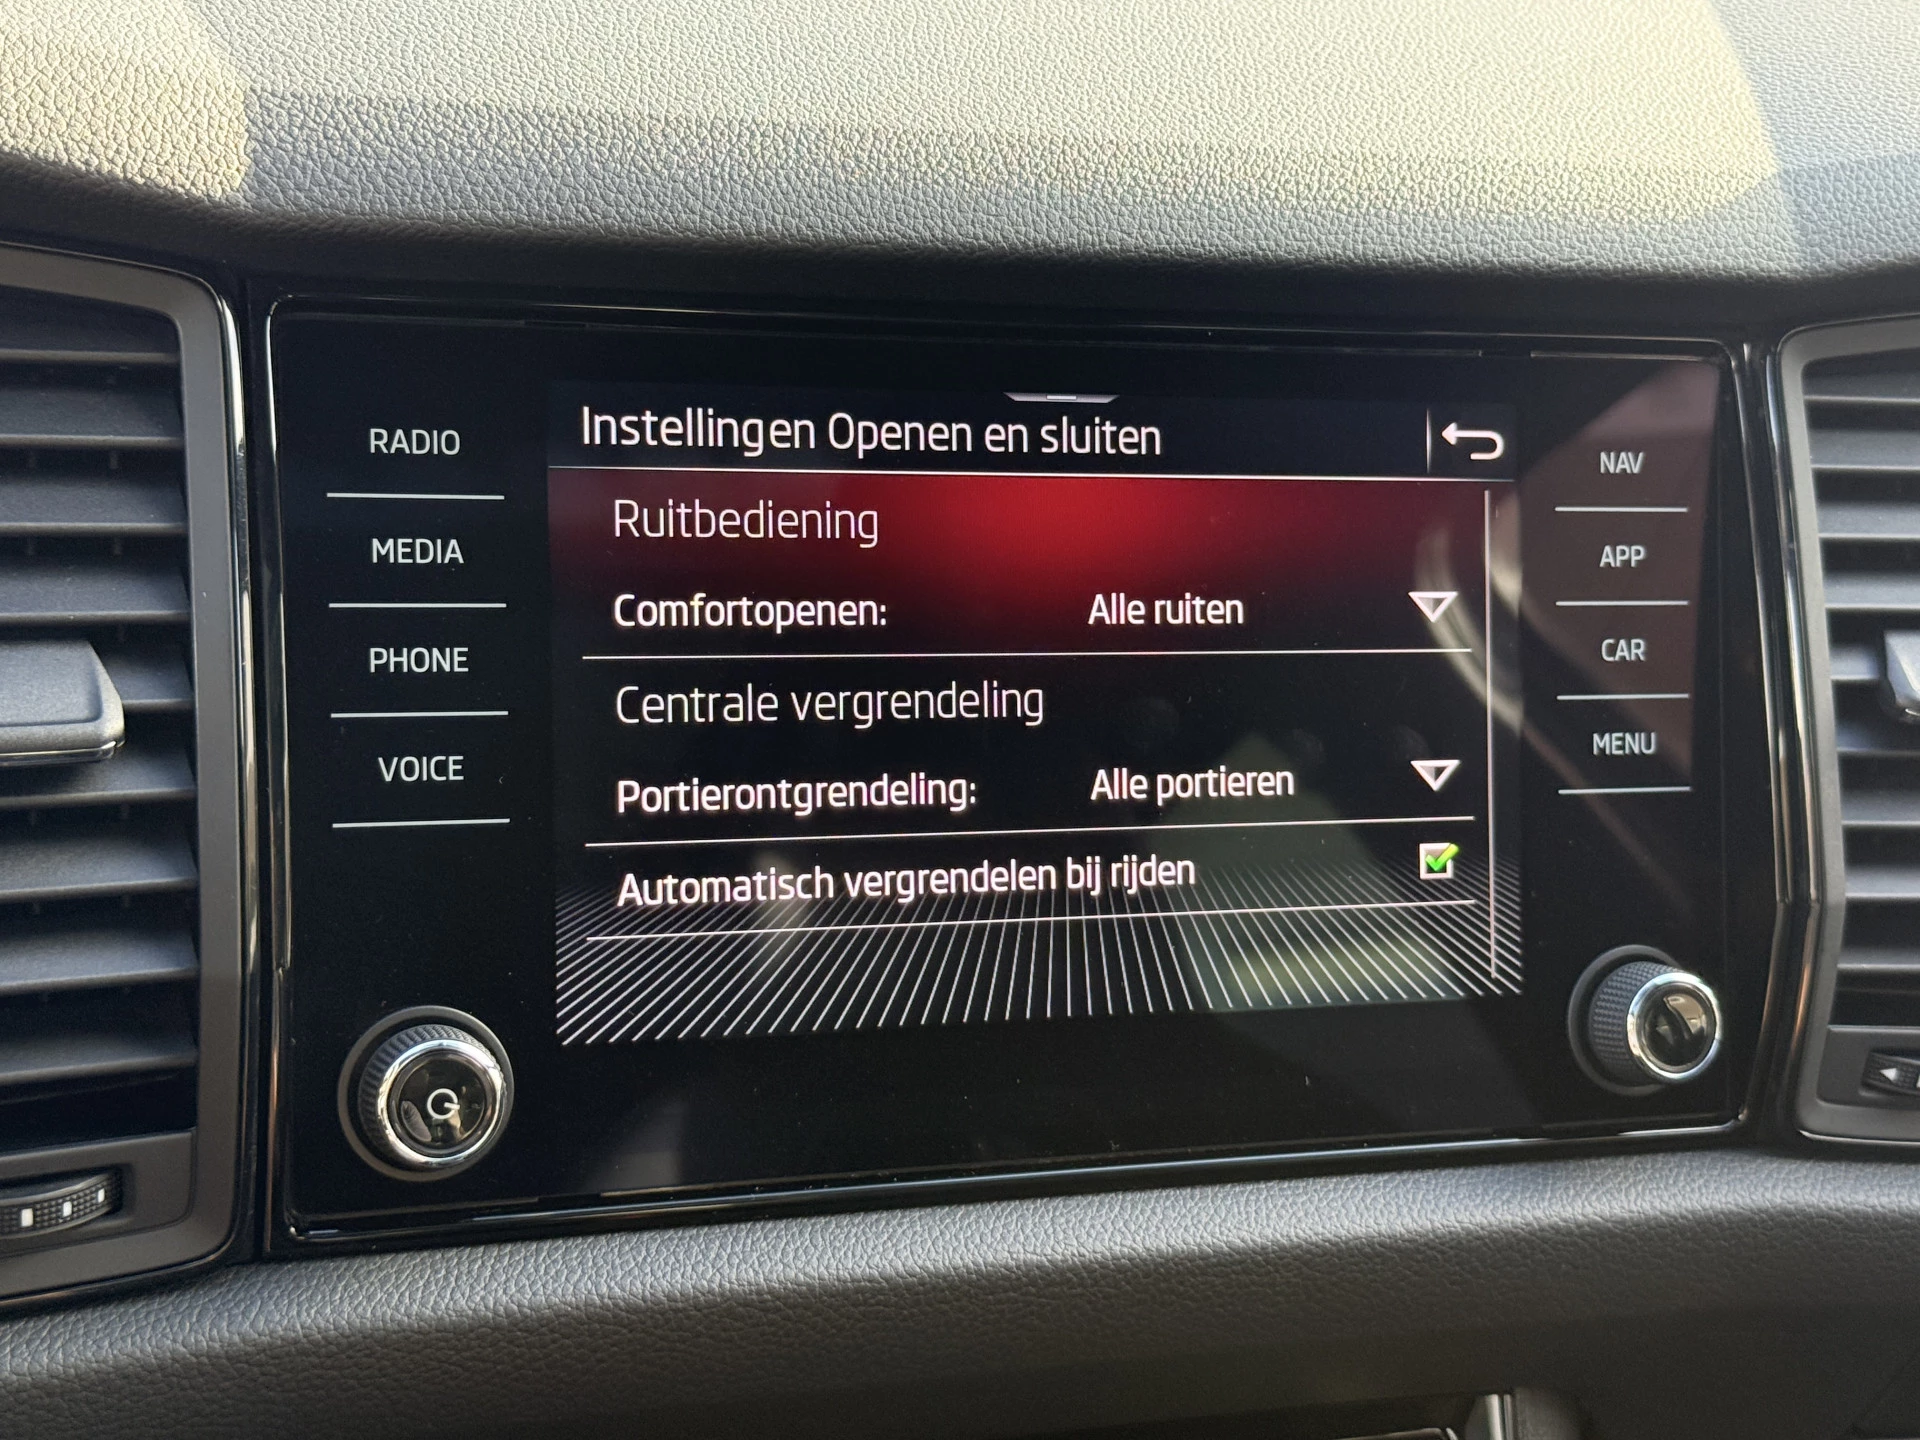 RADIO
MEDIA
PHONE
VOICE
Instellingen Openen en sluiten
Ruitbediening
Comfortopenen: Alle ruiten
Centrale vergrendeling
Portierontgrendeling: Alle portieren
Automatisch vergrendelen bij rijden
NAV
APP
CAR
MENU